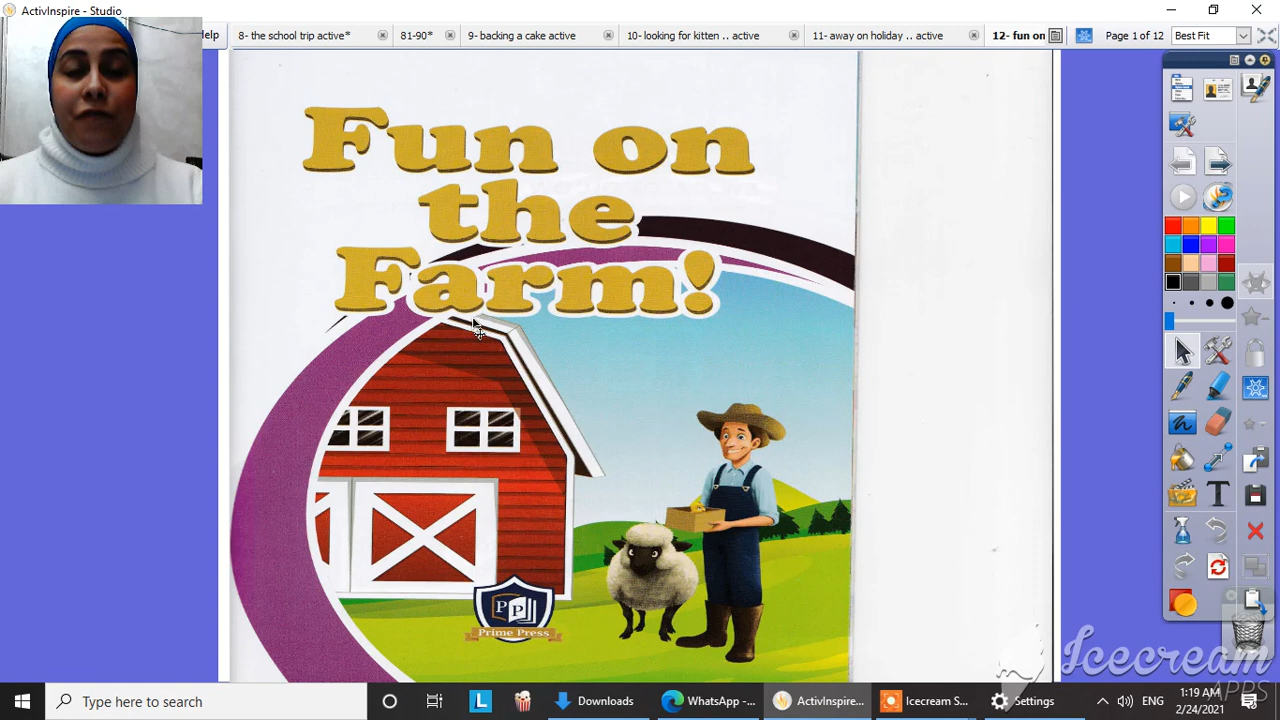 ActivInspire - Studio
elp
8- the school trip active*
81-90*
9- backing a cake active
10- looking for kitten .. active
11- away on holiday .. active
12- fun on
Page 1 of 12
Best Fit
Fun on
the
Farm!
PP
Prime Press
T
Icecream
APPS
Type here to search
L
Downloads
WhatsApp -...
ActivInspire...
Icecream S...
Settings
ENG
1:19 AM
2/24/2021